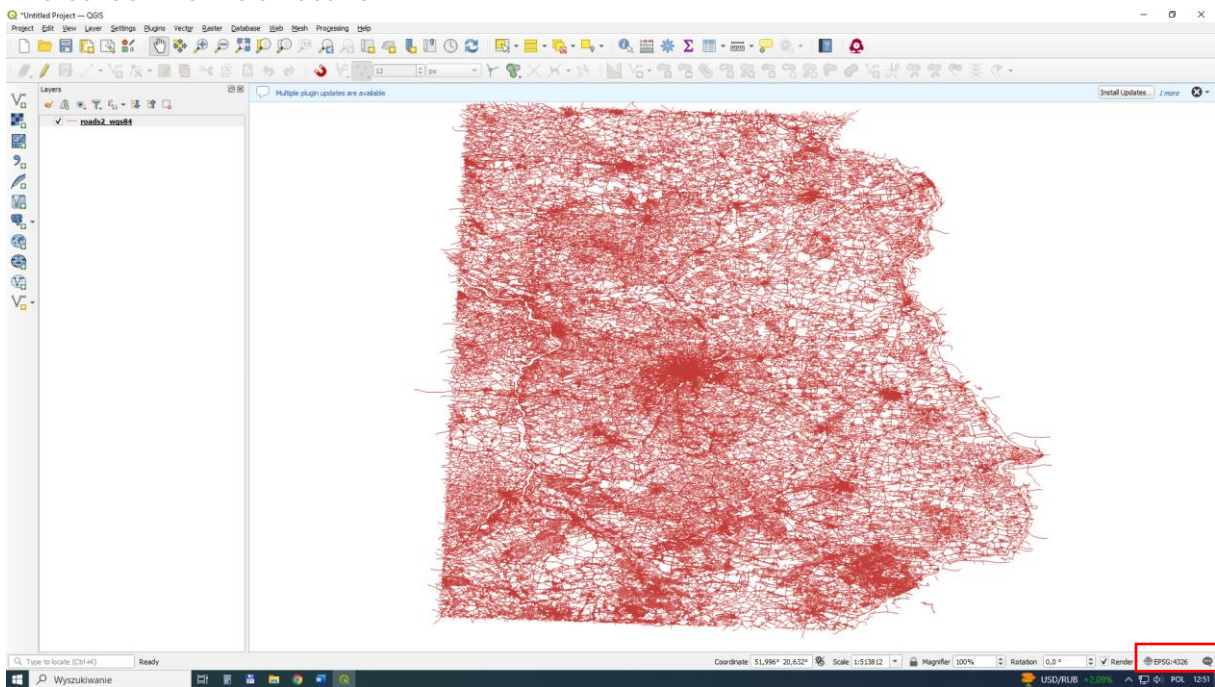 *Untitled Project — QGIS
Project Edit View Layer Settings Plugins Vector Raster Database Web Mesh Processing Help
12 px
Layers
Multiple plugin updates are available
Install Updates... 1 more
roads2_wgs84
Type to locate (Ctrl+K) Ready Coordinate 51,996° 20,632° Scale 1:513812 Magnifier 100% Rotation 0,0 ° Render EPSG:4326
Wyszukiwanie USD/RUB +2,09% POL 12:51